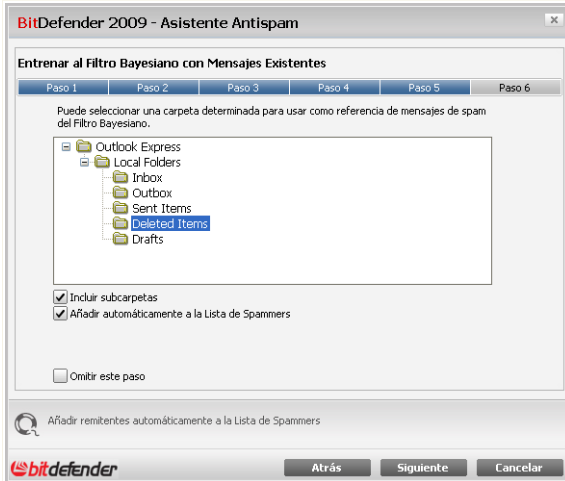 BitDefender 2009 - Asistente Antispam
Entrenar al Filtro Bayesiano con Mensajes Existentes
Paso 1 Paso 2 Paso 3 Paso 4 Paso 5 Paso 6
Puede seleccionar una carpeta determinada para usar como referencia de mensajes de spam
del Filtro Bayesiano.
Outlook Express
Local Folders
Inbox
Outbox
Sent Items
Deleted Items
Drafts
Incluir subcarpetas
Añadir automáticamente a la Lista de Spammers
Omitir este paso
Añadir remitentes automáticamente a la Lista de Spammers
bitdefender Atrás Siguiente Cancelar